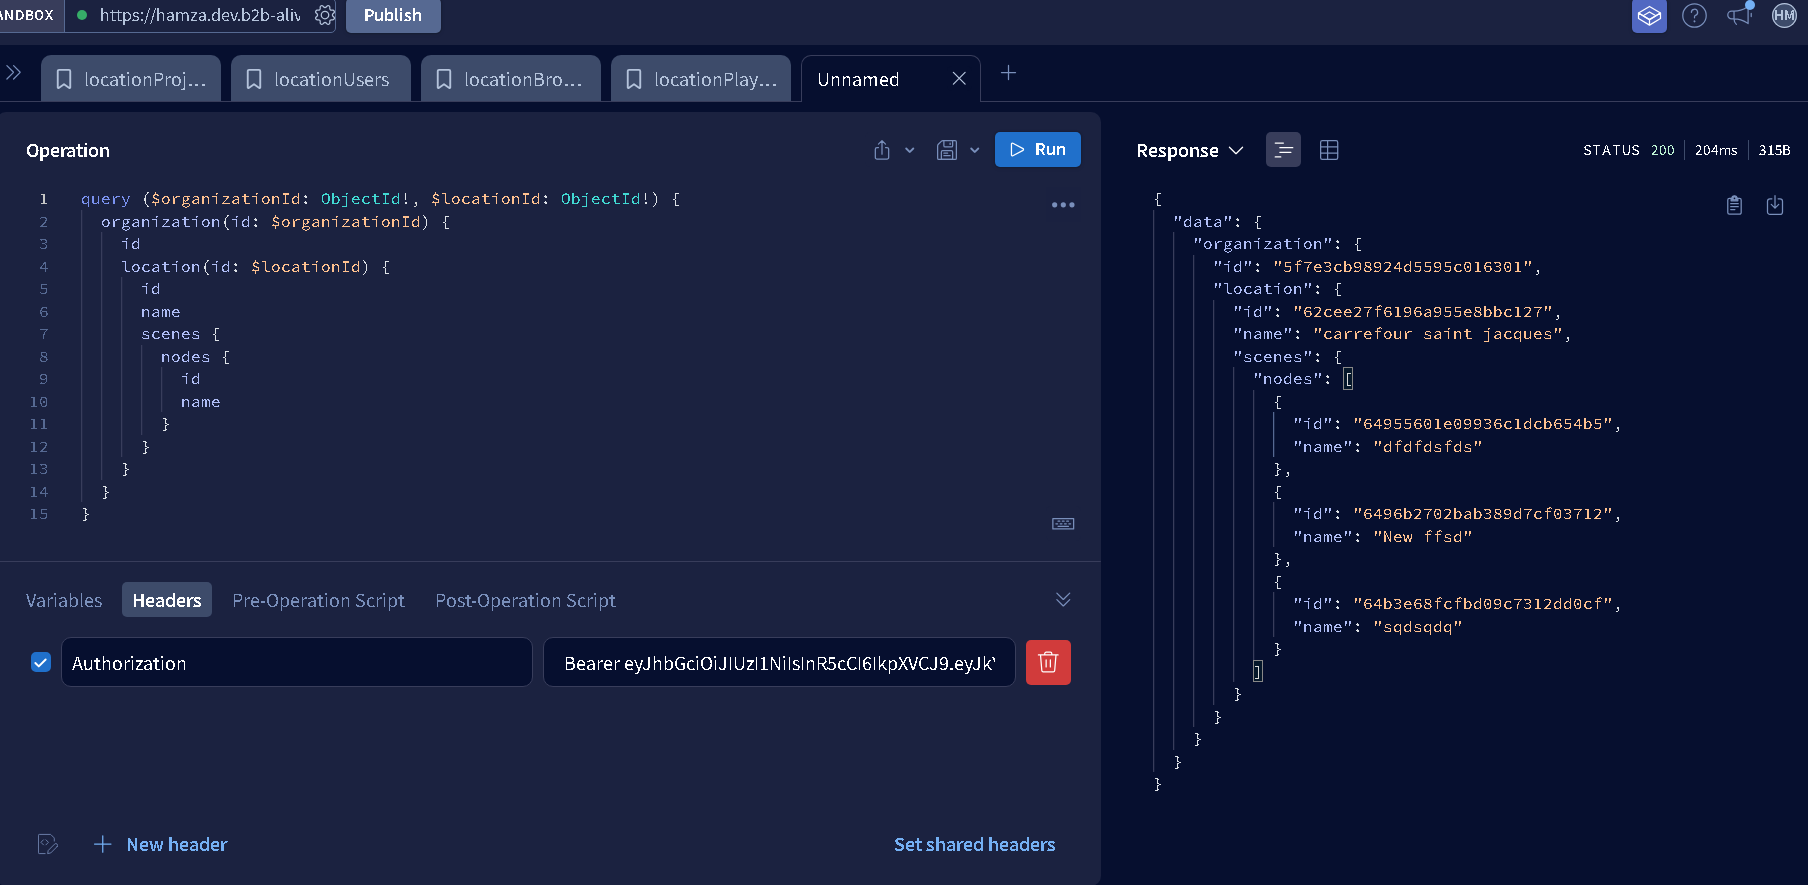 ANDBOX
https://hamza.dev.b2b-aliv
Publish
HM
locationProj...
locationUsers
locationBro...
locationPlay...
Unnamed
Operation
Run
1 query ($organizationId: ObjectId!, $locationId: ObjectId!) {
2 organization(id: $organizationId) {
3 id
4 location(id: $locationId) {
5 id
6 name
7 scenes {
8 nodes {
9 id
10 name
11 }
12 }
13 }
14 }
15 }
Variables
Headers
Pre-Operation Script
Post-Operation Script
Authorization
Bearer eyJhbGciOiJIUzI1NiIsInR5cCI6IkpXVCJ9.eyJk
New header
Set shared headers
Response
STATUS 200
204ms
315B
{
"data": {
"organization": {
"id": "5f7e3cb98924d5595c016301",
"location": {
"id": "62cee27f6196a955e8bbc127",
"name": "carrefour saint jacques",
"scenes": {
"nodes": [
{
"id": "64955601e09936c1dcb654b5",
"name": "dfdfdsfds"
},
{
"id": "6496b2702bab389d7cf03712",
"name": "New ffsd"
},
{
"id": "64b3e68fcfbd09c7312dd0cf",
"name": "sqdsqdq"
}
]
}
}
}
}
}